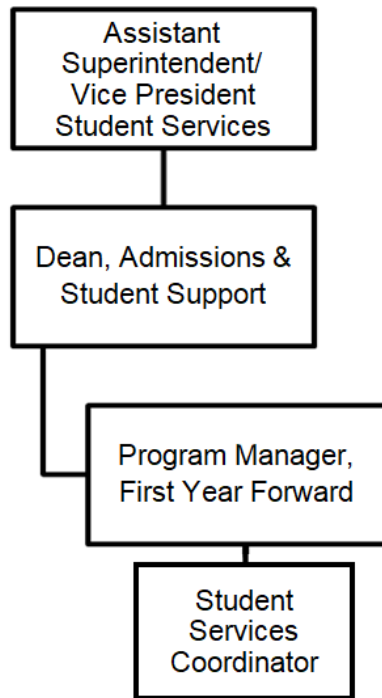 Assistant
Superintendent/
Vice President
Student Services
Dean, Admissions &
Student Support
Program Manager,
First Year Forward
Student
Services
Coordinator